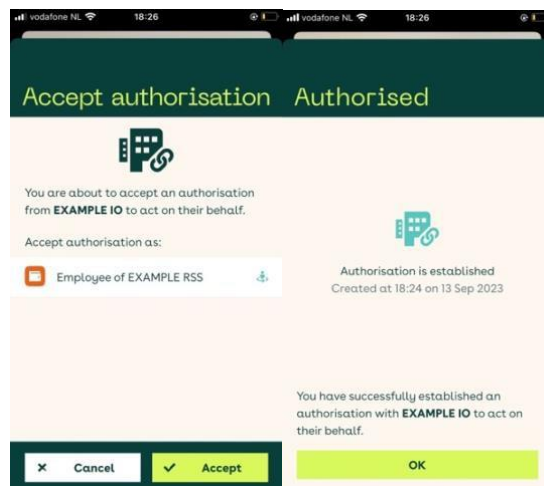 vodafone NL 18:26
Accept authorisation
You are about to accept an authorisation
from EXAMPLE IO to act on their behalf.
Accept authorisation as:
Employee of EXAMPLE RSS
Cancel
Accept
vodafone NL 18:26
Authorised
Authorisation is established
Created at 18:24 on 13 Sep 2023
You have successfully established an
authorisation with EXAMPLE IO to act on
their behalf.
OK